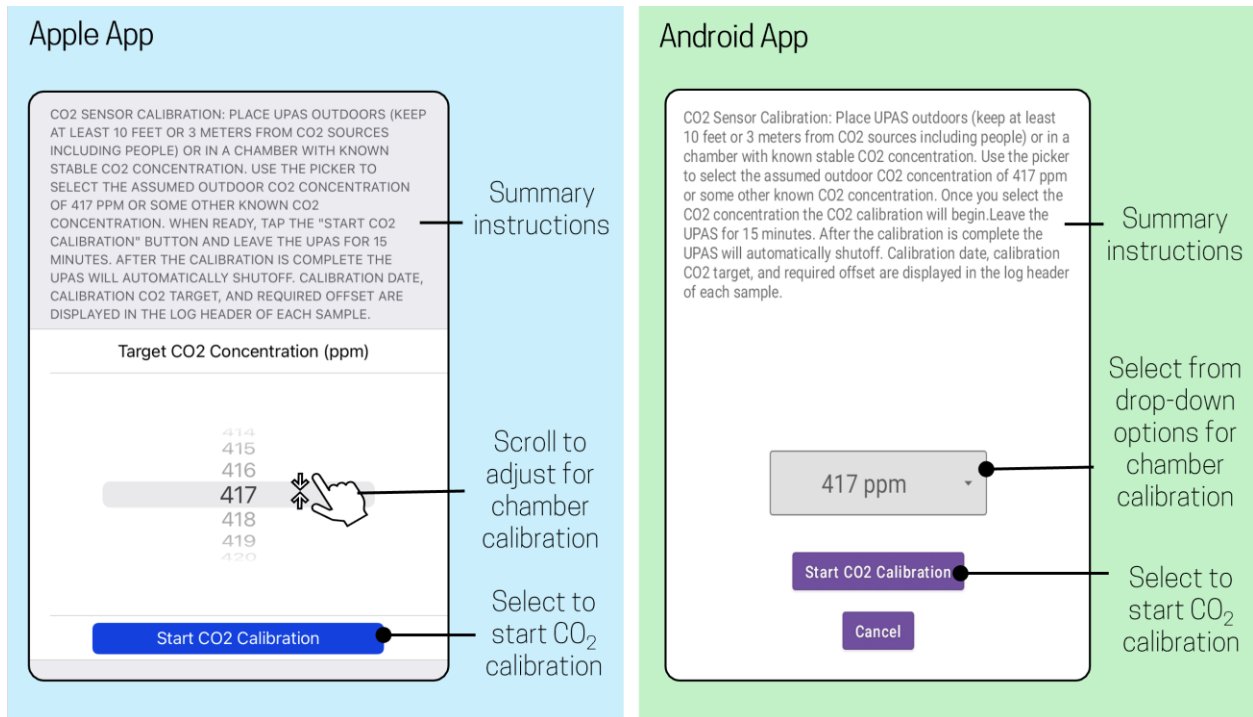 Apple App
CO2 SENSOR CALIBRATION: PLACE UPAS OUTDOORS (KEEP
AT LEAST 10 FEET OR 3 METERS FROM CO2 SOURCES
INCLUDING PEOPLE) OR IN A CHAMBER WITH KNOWN
STABLE CO2 CONCENTRATION. USE THE PICKER TO
SELECT THE ASSUMED OUTDOOR CO2 CONCENTRATION
OF 417 PPM OR SOME OTHER KNOWN CO2
CONCENTRATION. WHEN READY, TAP THE "START CO2
CALIBRATION" BUTTON AND LEAVE THE UPAS FOR 15
MINUTES. AFTER THE CALIBRATION IS COMPLETE THE
UPAS WILL AUTOMATICALLY SHUTOFF. CALIBRATION DATE,
CALIBRATION CO2 TARGET, AND REQUIRED OFFSET ARE
DISPLAYED IN THE LOG HEADER OF EACH SAMPLE.
Summary
instructions
Target CO2 Concentration (ppm)
414
415
416
417
418
419
420
Scroll to
adjust for
chamber
calibration
Start CO2 Calibration
Select to
start CO₂
calibration
Android App
CO2 Sensor Calibration: Place UPAS outdoors (keep at least
10 feet or 3 meters from CO2 sources including people) or in a
chamber with known stable CO2 concentration. Use the picker
to select the assumed outdoor CO2 concentration of 417 ppm
or some other known CO2 concentration. Once you select the
CO2 concentration the CO2 calibration will begin.Leave the
UPAS for 15 minutes. After the calibration is complete the
UPAS will automatically shutoff. Calibration date, calibration
CO2 target, and required offset are displayed in the log header
of each sample.
Summary
instructions
417 ppm
Select from
drop-down
options for
chamber
calibration
Start CO2 Calibration
Select to
start CO₂
calibration
Cancel